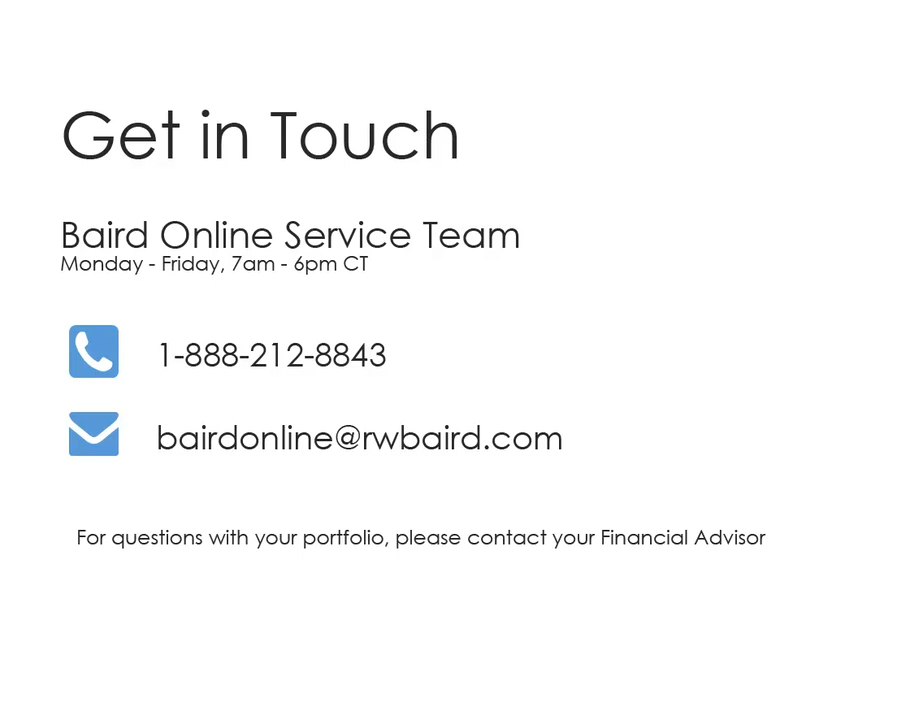 Get in Touch
Baird Online Service Team
Monday - Friday, 7am - 6pm CT
1-888-212-8843
bairdonline@rwbaird.com
For questions with your portfolio, please contact your Financial Advisor